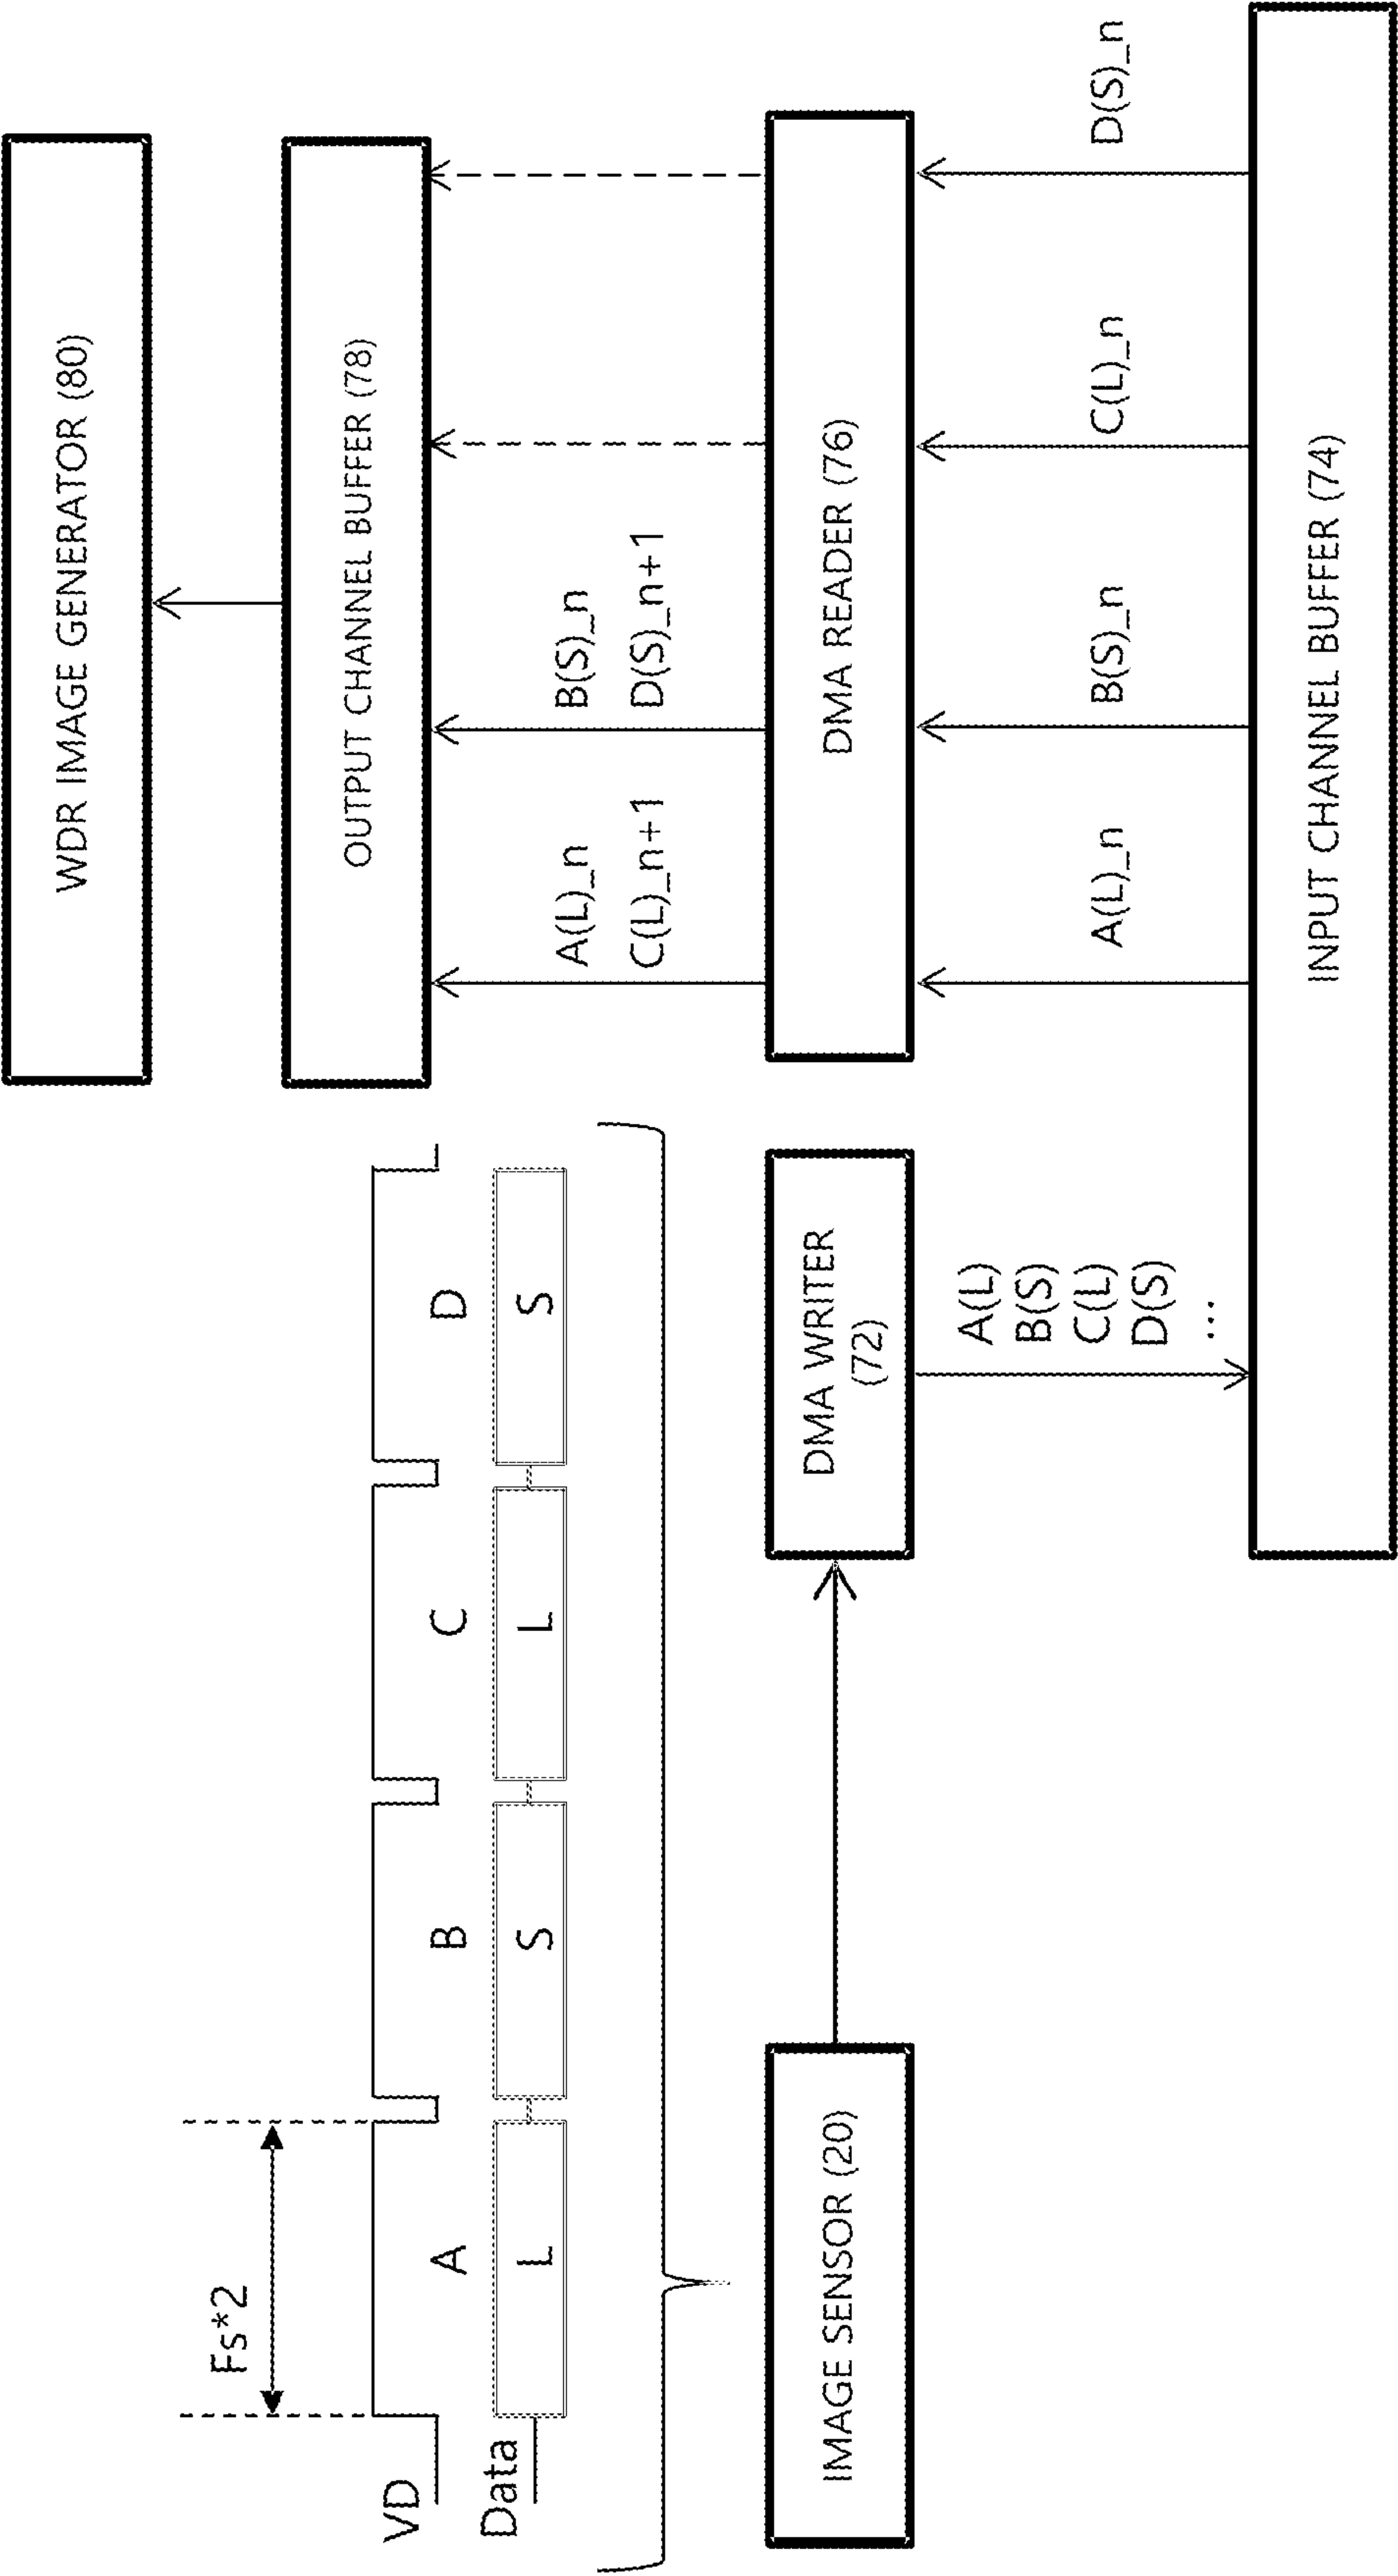 Fs*2
VD
A B C D
Data
L S L S
IMAGE SENSOR (20)
DMA WRITER
(72)
A(L)
B(S)
C(L)
D(S)
...
WDR IMAGE GENERATOR (80)
OUTPUT CHANNEL BUFFER (78)
A(L)_n
C(L)_n+1
B(S)_n
D(S)_n+1
DMA READER (76)
A(L)_n
B(S)_n
C(L)_n
D(S)_n
INPUT CHANNEL BUFFER (74)